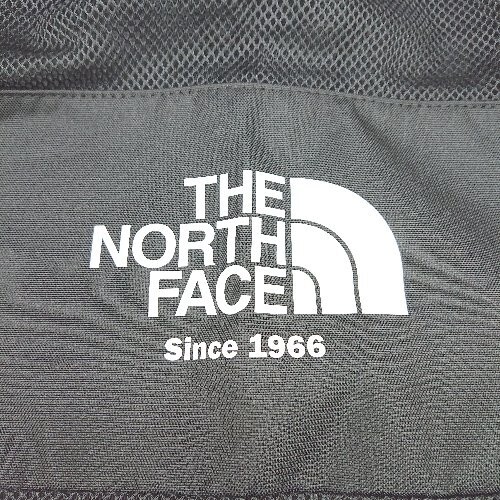 THE
NORTH
FACE
Since 1966